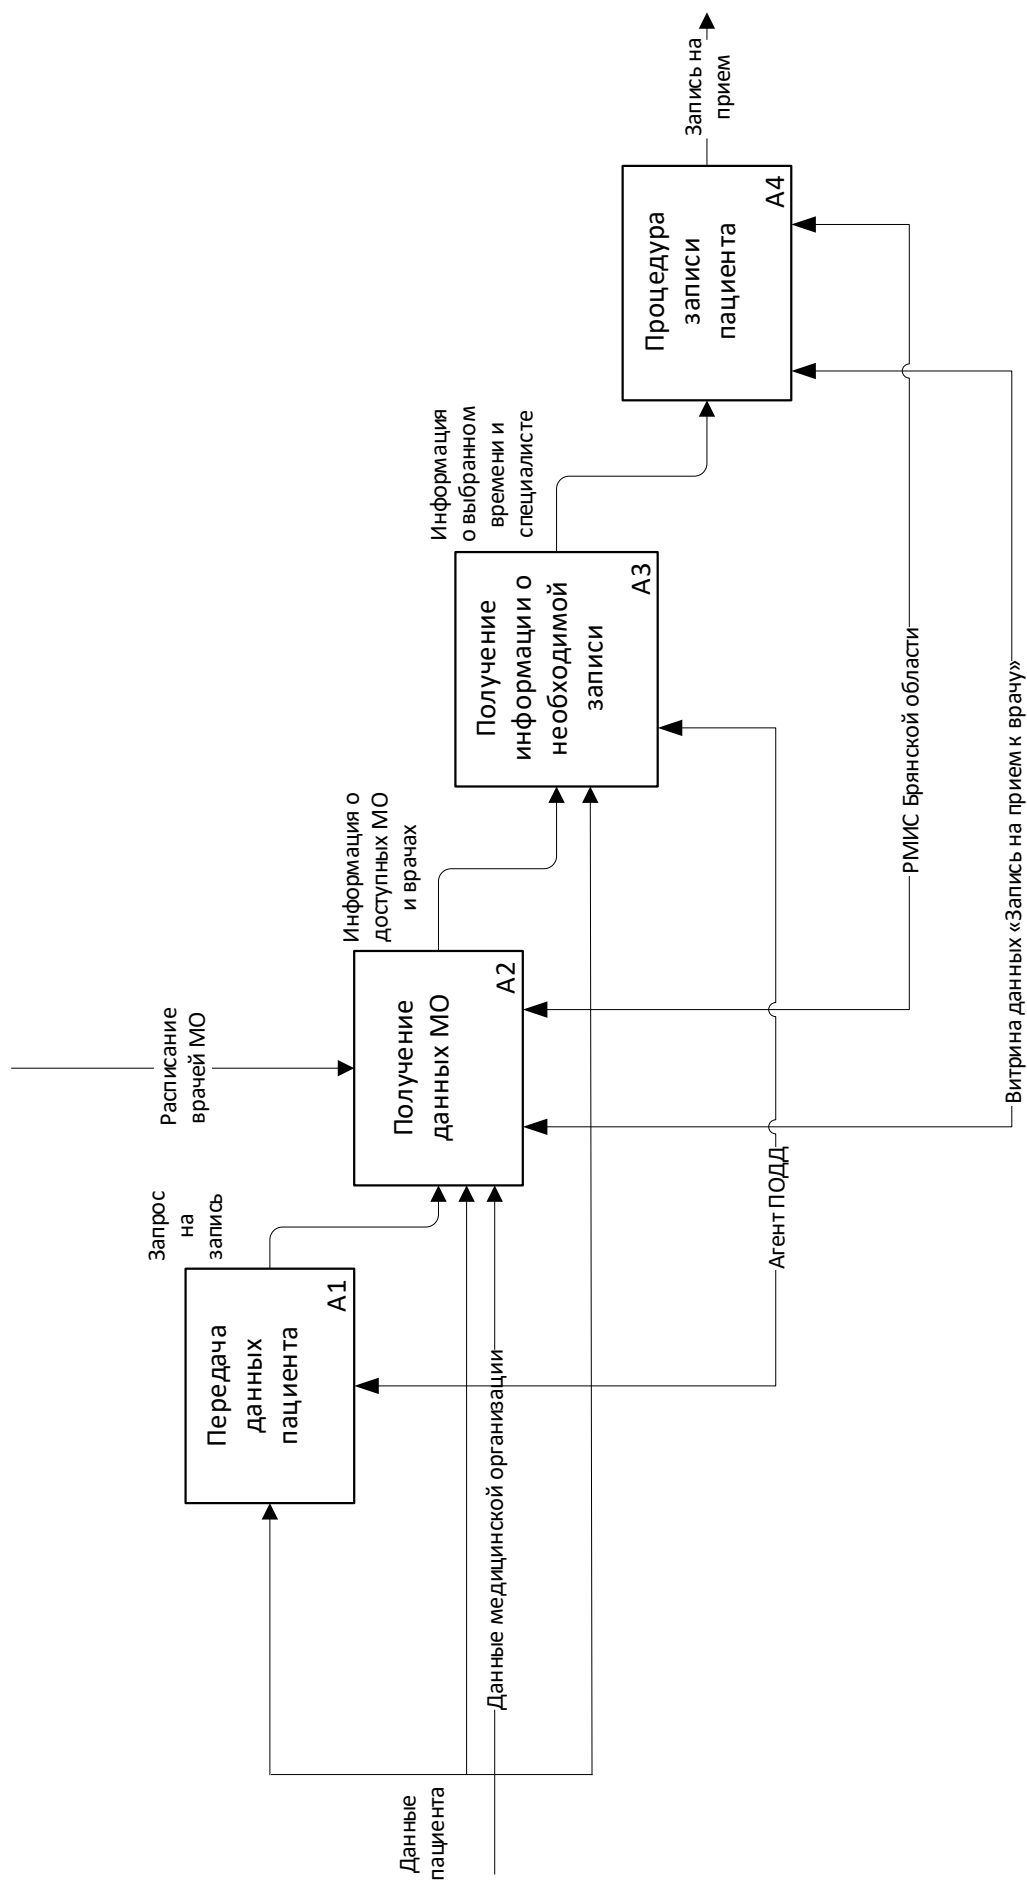 Расписание
врачей МО
Запрос
на
запись
Передача
данных
пациента
А1
Данные
пациента
Данные медицинской организации
Информация о
доступных МО
и врачах
Получение
данных МО
А2
Информация
о выбранном
времени и
специалисте
Получение
информации о
необходимой
записи
А3
Процедура
записи
пациента
А4
Запись на
прием
Агент ПОДД
РМИС Брянской области
Витрина данных «Запись на прием к врачу»